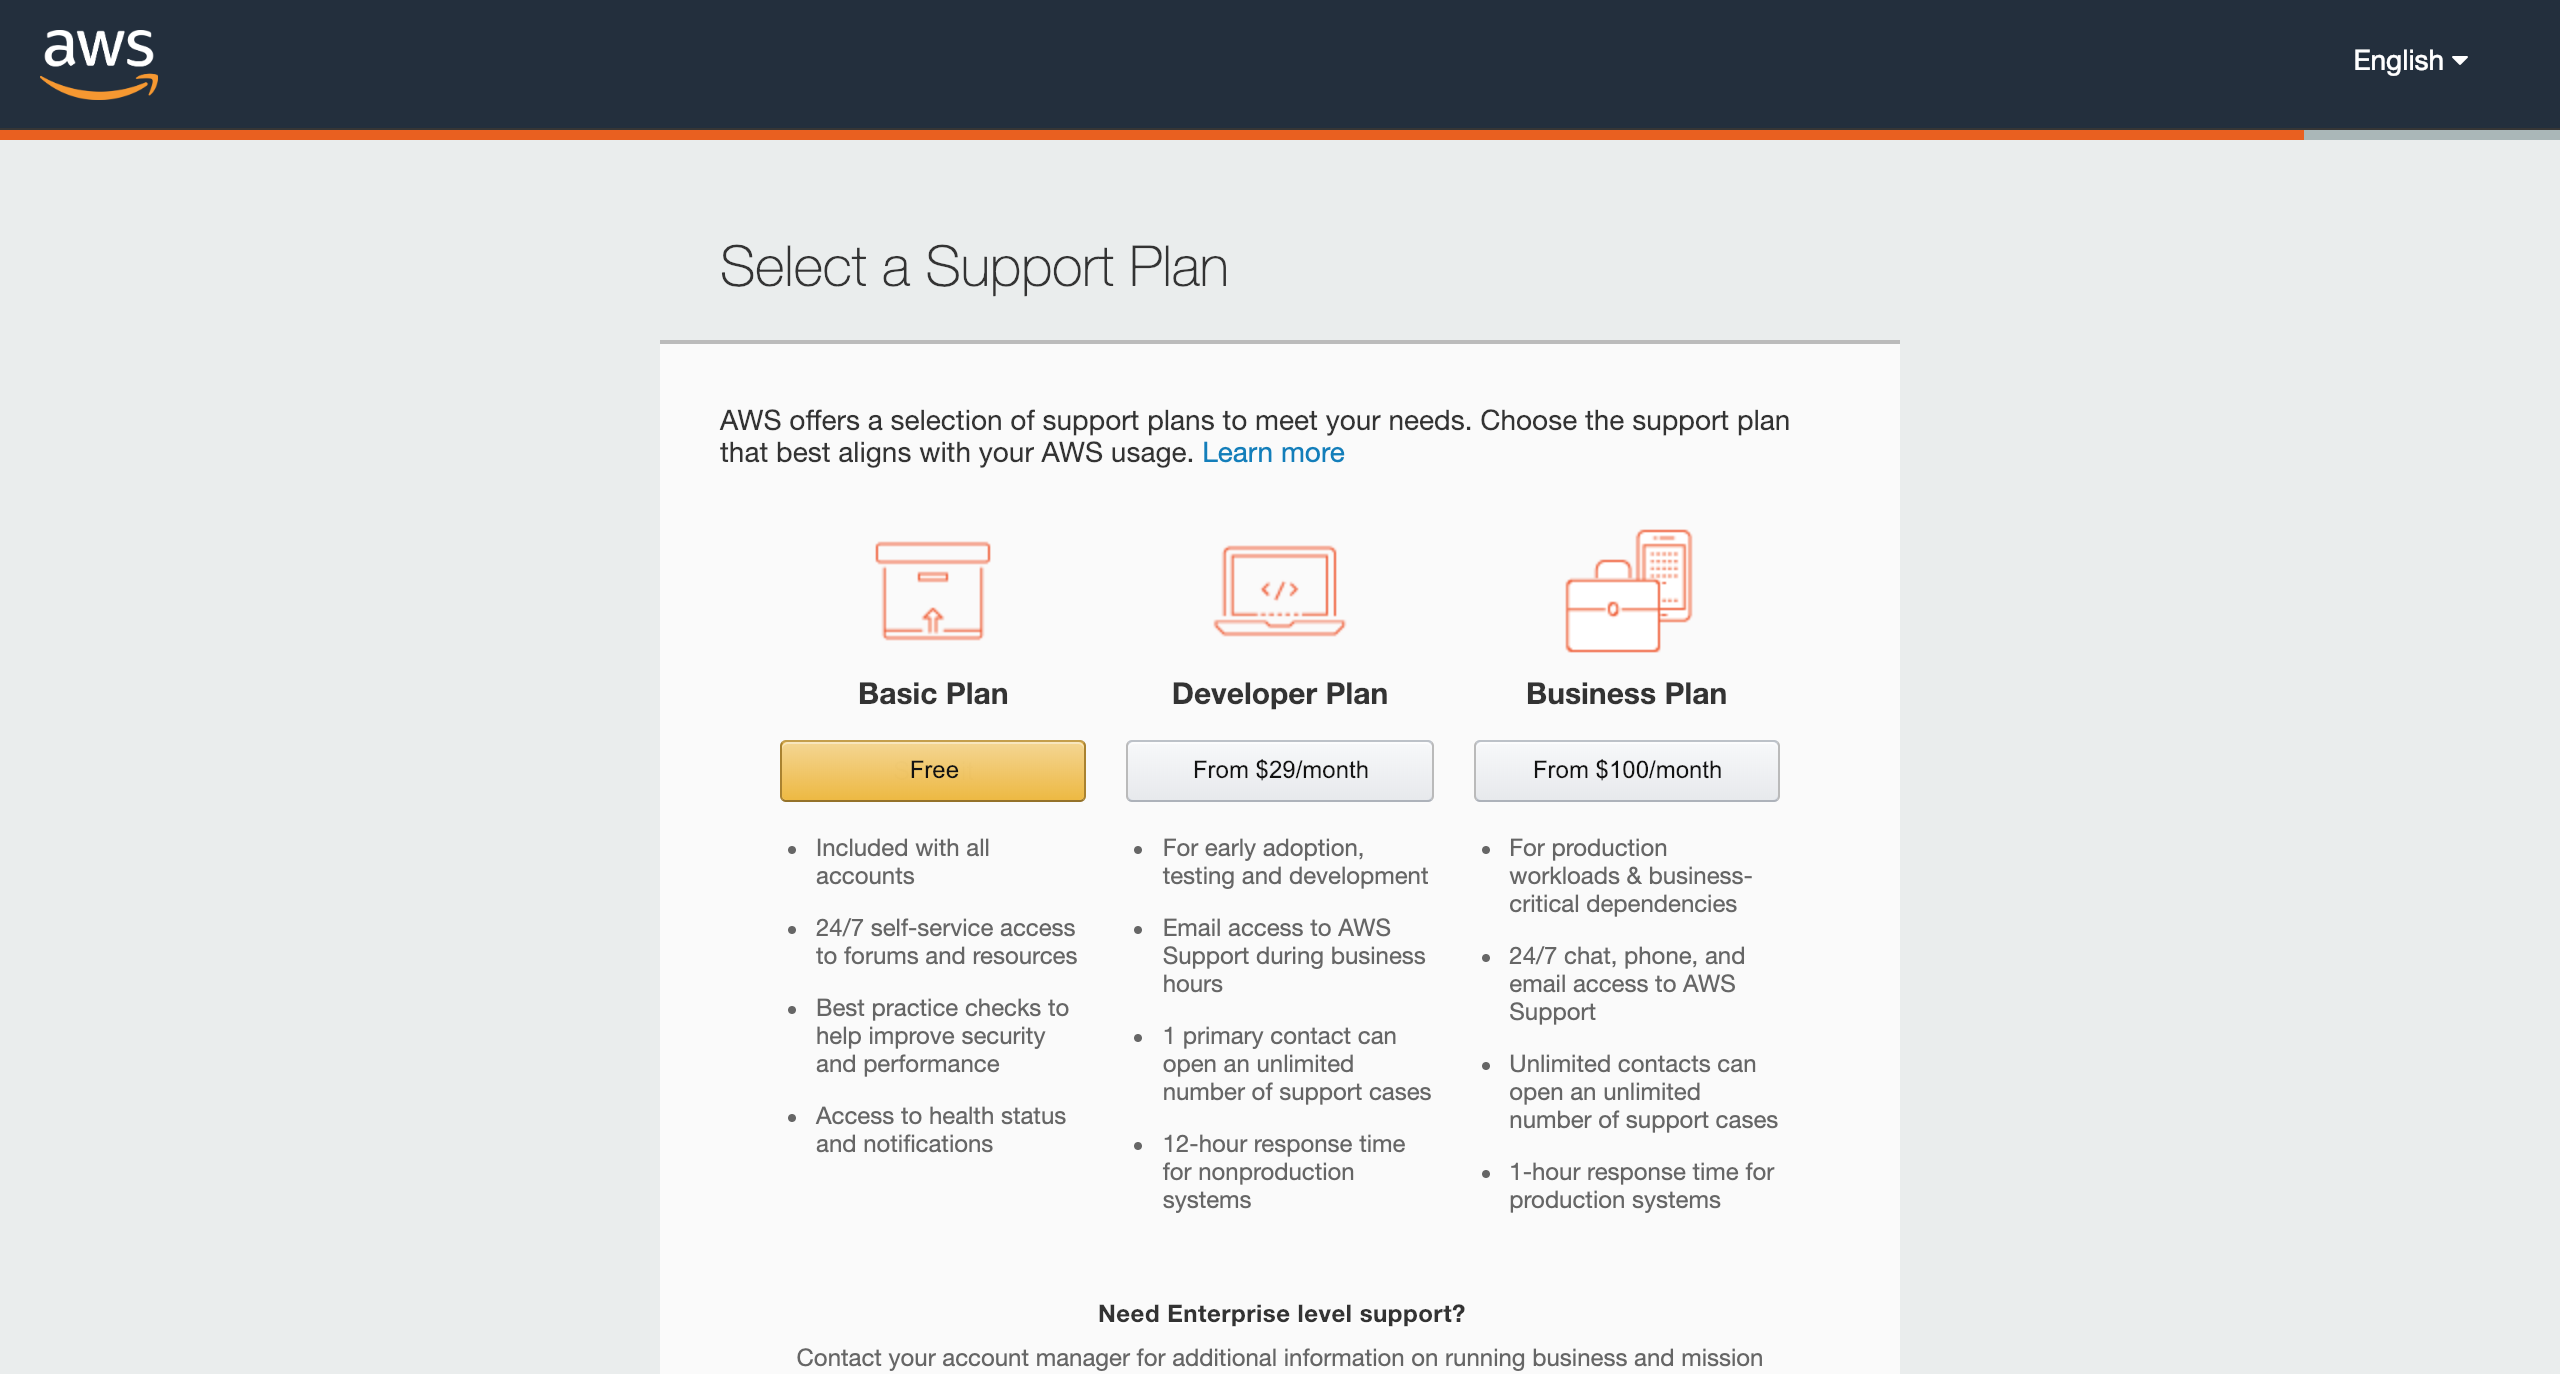 aws
English
Select a Support Plan
AWS offers a selection of support plans to meet your needs. Choose the support plan
that best aligns with your AWS usage. Learn more
</>
Basic Plan
Free
Included with all
accounts
24/7 self-service access
to forums and resources
Best practice checks to
help improve security
and performance
Access to health status
and notifications
Developer Plan
From $29/month
For early adoption,
testing and development
Email access to AWS
Support during business
hours
1 primary contact can
open an unlimited
number of support cases
12-hour response time
for nonproduction
systems
Business Plan
From $100/month
For production
workloads & business-
critical dependencies
24/7 chat, phone, and
email access to AWS
Support
Unlimited contacts can
open an unlimited
number of support cases
1-hour response time for
production systems
Need Enterprise level support?
Contact your account manager for additional information on running business and mission